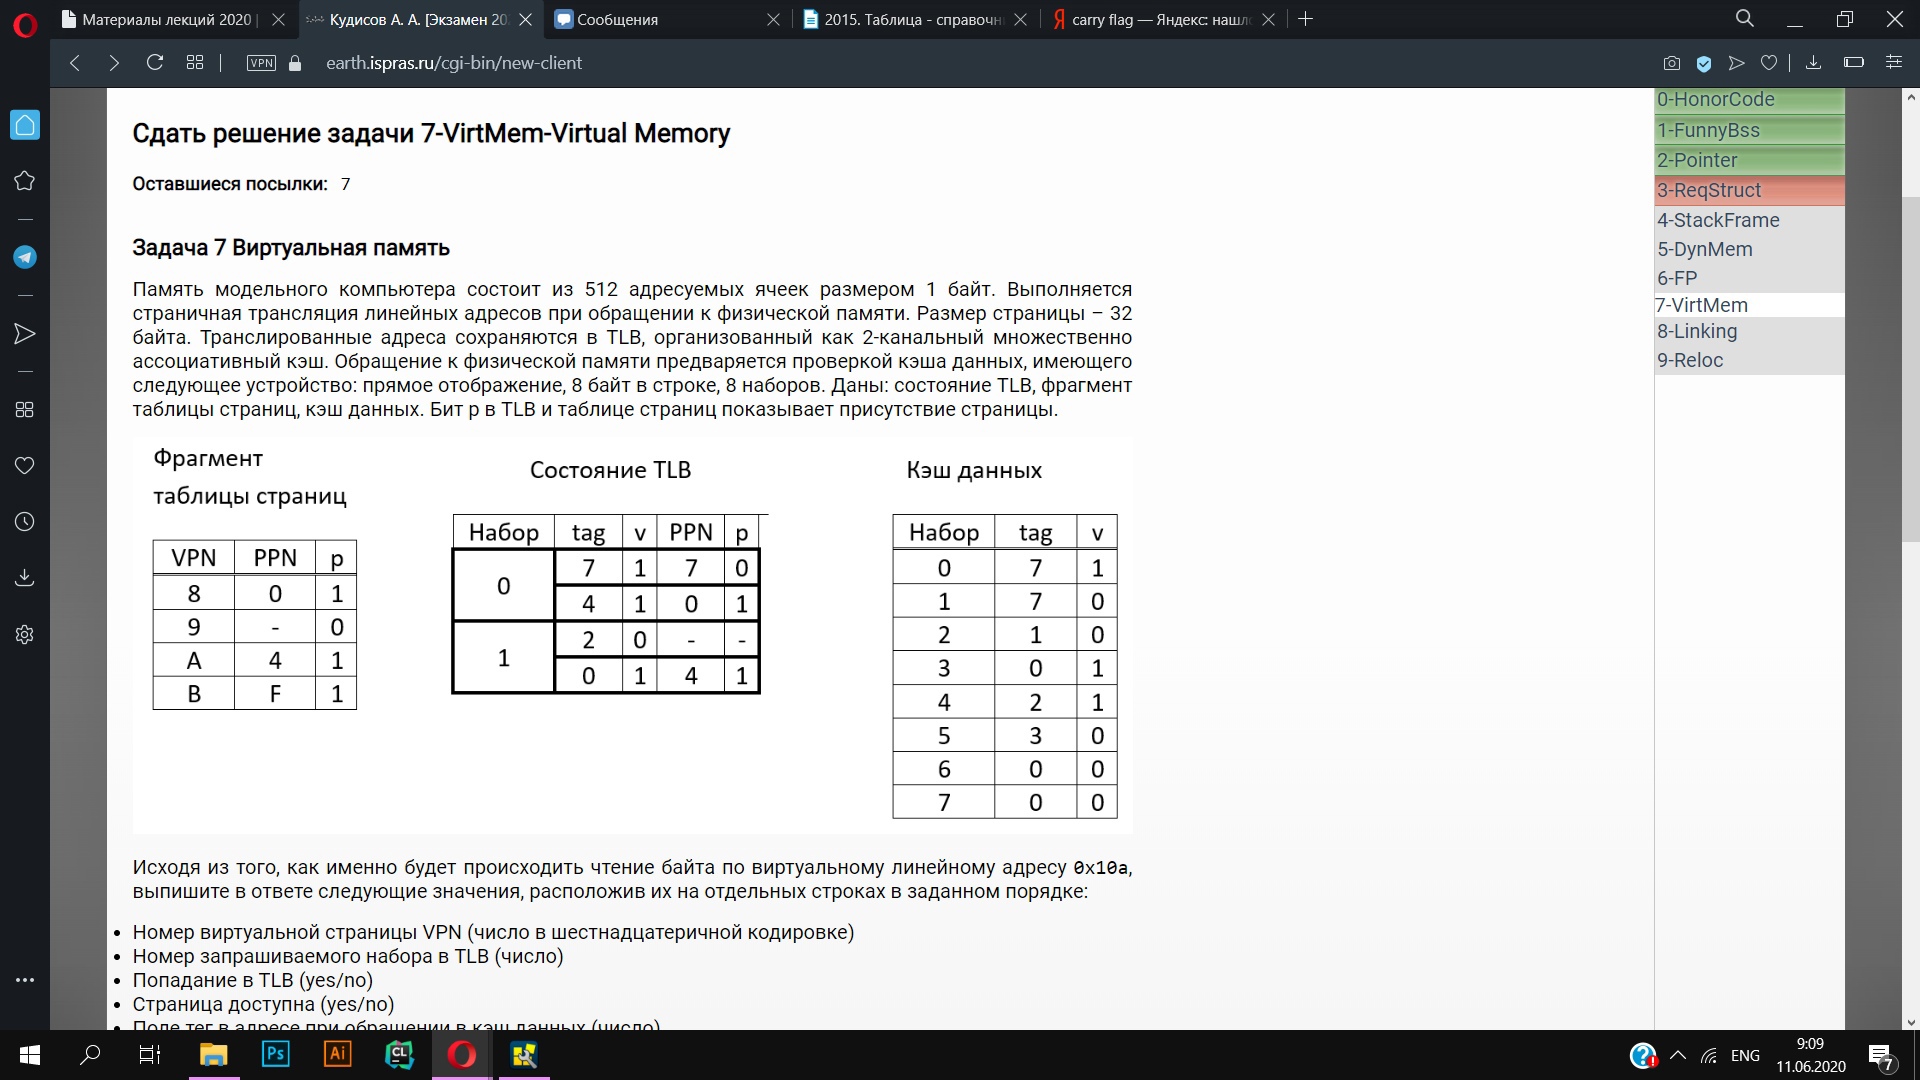 Материалы лекций 2020 |
Кудисов А. А. [Экзамен 20
Сообщения
2015. Таблица - справочн
carry flag — Яндекс: нашл
VPN
earth.ispras.ru/cgi-bin/new-client
Сдать решение задачи 7-VirtMem-Virtual Memory
Оставшиеся посылки: 7
Задача 7 Виртуальная память
Память модельного компьютера состоит из 512 адресуемых ячеек размером 1 байт. Выполняется
страничная трансляция линейных адресов при обращении к физической памяти. Размер страницы – 32
байта. Транслированные адреса сохраняются в TLB, организованный как 2-канальный множественно
ассоциативный кэш. Обращение к физической памяти предваряется проверкой кэша данных, имеющего
следующее устройство: прямое отображение, 8 байт в строке, 8 наборов. Даны: состояние TLB, фрагмент
таблицы страниц, кэш данных. Бит p в TLB и таблице страниц показывает присутствие страницы.
Фрагмент
таблицы страниц
VPN PPN p
8 0 1
9 - 0
A 4 1
B F 1
Состояние TLB
Набор tag v PPN p
0 7 1 7 0
4 1 0 1
1 2 0 - -
0 1 4 1
Кэш данных
Набор tag v
0 7 1
1 7 0
2 1 0
3 0 1
4 2 1
5 3 0
6 0 0
7 0 0
Исходя из того, как именно будет происходить чтение байта по виртуальному линейному адресу 0x10a,
выпишите в ответе следующие значения, расположив их на отдельных строках в заданном порядке:
• Номер виртуальной страницы VPN (число в шестнадцатеричной кодировке)
• Номер запрашиваемого набора в TLB (число)
• Попадание в TLB (yes/no)
• Страница доступна (yes/no)
• Поле тег в адресе при обращении в кэш данных (число)
0-HonorCode
1-FunnyBss
2-Pointer
3-ReqStruct
4-StackFrame
5-DynMem
6-FP
7-VirtMem
8-Linking
9-Reloc
Ps
Ai
CL
ENG
9:09
11.06.2020
7